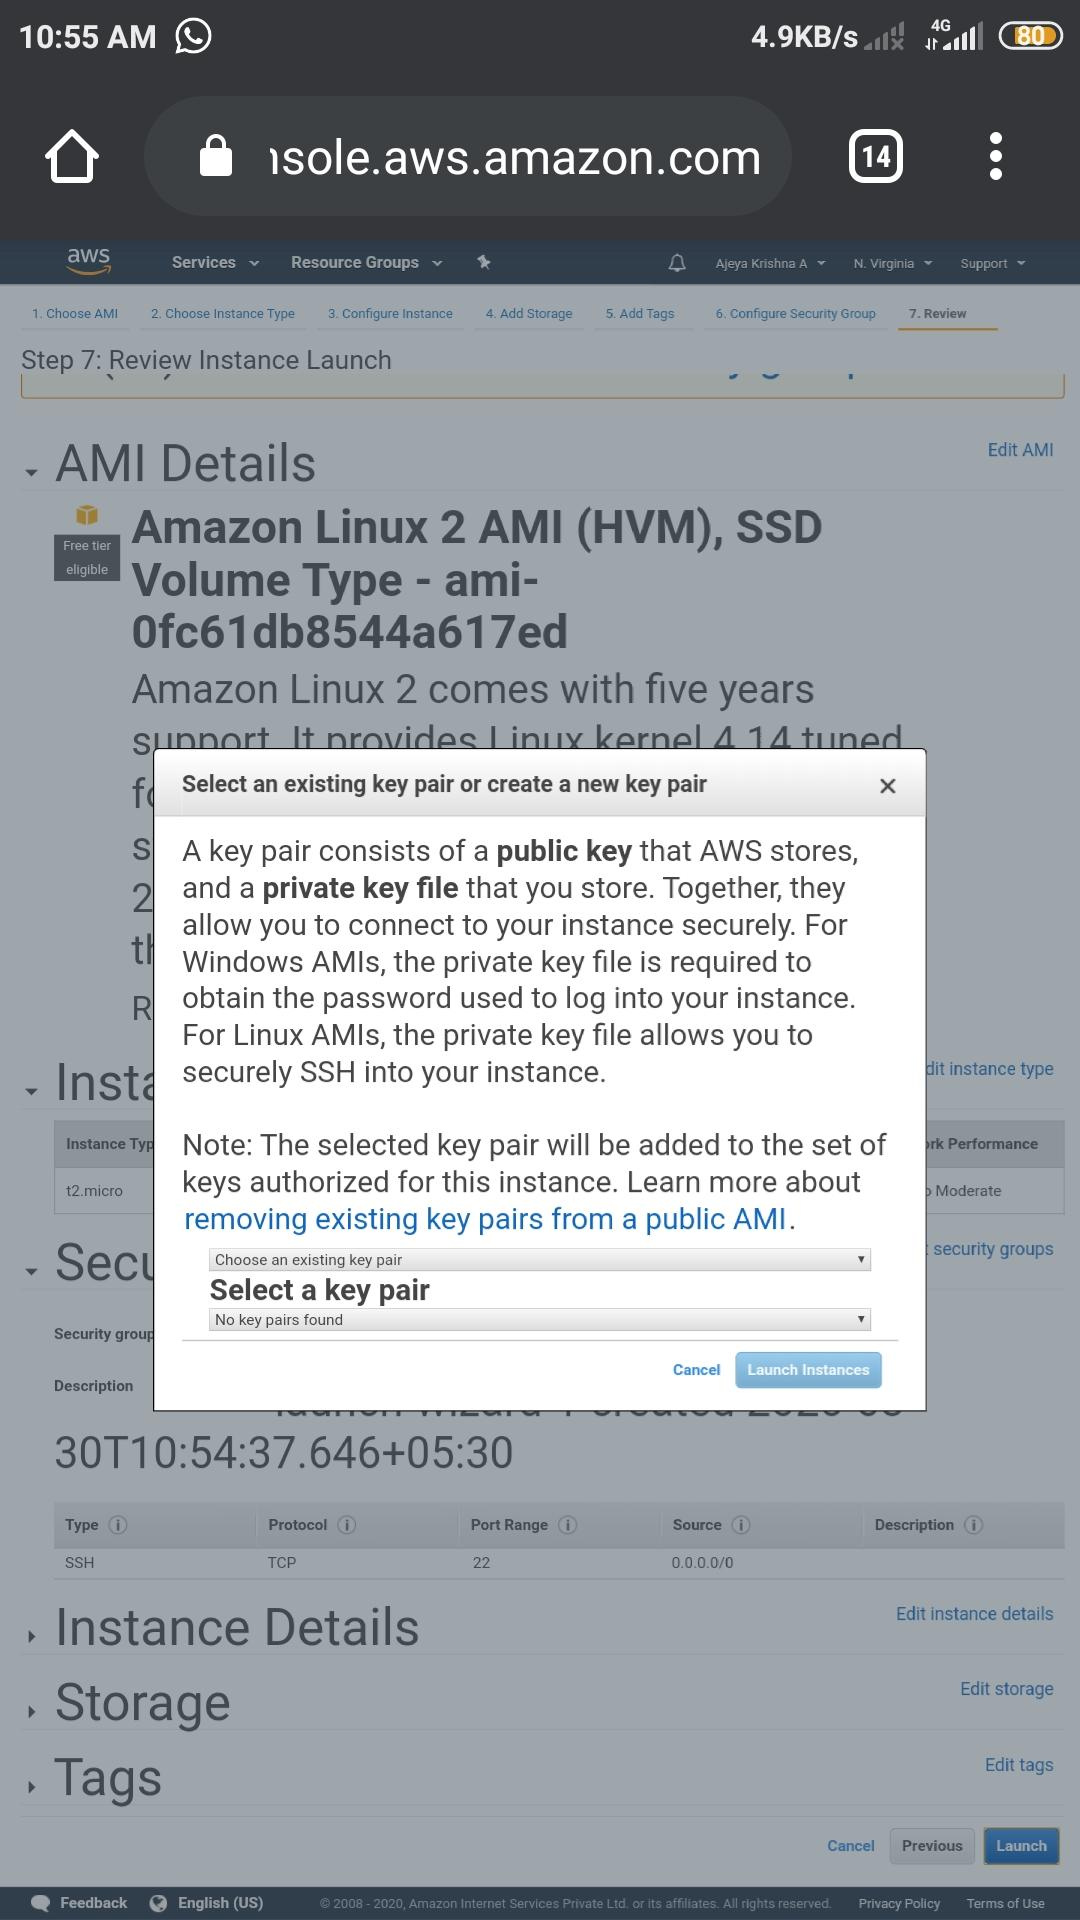 10:55 AM 4.9KB/s 4G 80
nsole.aws.amazon.com 14
aws Services Resource Groups Ajeya Krishna A N. Virginia Support
1. Choose AMI 2. Choose Instance Type 3. Configure Instance 4. Add Storage 5. Add Tags 6. Configure Security Group 7. Review
Step 7: Review Instance Launch
AMI Details Edit AMI
Free tier eligible
Amazon Linux 2 AMI (HVM), SSD
Volume Type - ami-
0fc61db8544a617ed
Amazon Linux 2 comes with five years
support. It provides Linux kernel 4.14 tuned
Select an existing key pair or create a new key pair
A key pair consists of a public key that AWS stores,
and a private key file that you store. Together, they
allow you to connect to your instance securely. For
Windows AMIs, the private key file is required to
obtain the password used to log into your instance.
For Linux AMIs, the private key file allows you to
securely SSH into your instance.
Note: The selected key pair will be added to the set of
keys authorized for this instance. Learn more about
removing existing key pairs from a public AMI.
Choose an existing key pair
Select a key pair
No key pairs found
Cancel Launch Instances
Insta dit instance type
Instance Typ ork Performance
t2.micro o Moderate
Secu t security groups
Security group
Description
30T10:54:37.646+05:30
Type Protocol Port Range Source Description
SSH TCP 22 0.0.0.0/0
Instance Details Edit instance details
Storage Edit storage
Tags Edit tags
Cancel Previous Launch
Feedback English (US) © 2008 - 2020, Amazon Internet Services Private Ltd. or its affiliates. All rights reserved. Privacy Policy Terms of Use